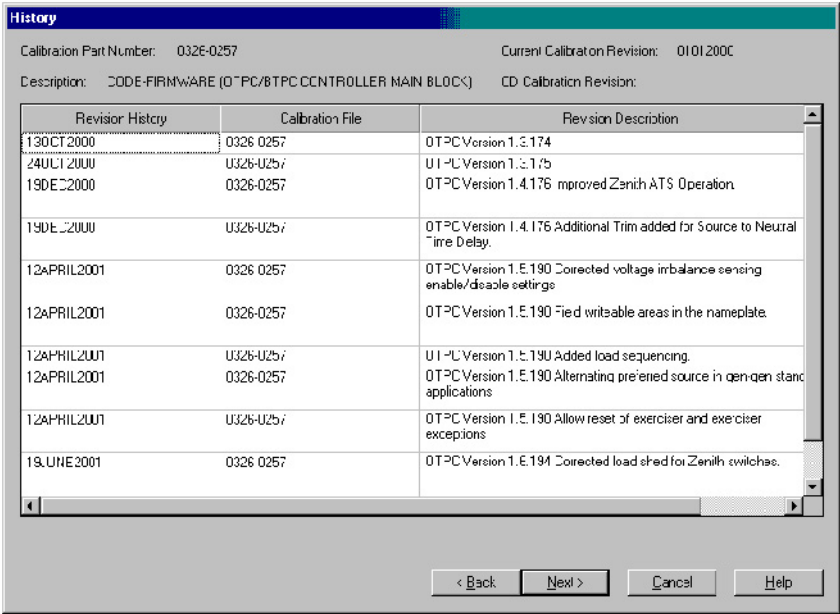 History
Calibration Part Number: 0326-0257 Current Calibration Revision: 01012000
Description: CODE-FIRMWARE (OTPC/BTPC CONTROLLER MAIN BLOCK) CD Calibration Revision:
Revision History Calibration File Revision Description
13OCT2000 0326-0257 OTPC Version 1.3.174
24OCT2000 0326-0257 OTPC Version 1.3.175
19DEC2000 0326-0257 OTPC Version 1.4.176 Improved Zenith ATS Operation.
19DEC2000 0326-0257 OTPC Version 1.4.176 Additional Trim added for Source to Neutral
Time Delay.
12APRIL2001 0326-0257 OTPC Version 1.5.190 Corrected voltage imbalance sensing
enable/disable settings
12APRIL2001 0326-0257 OTPC Version 1.5.190 Field writeable areas in the nameplate.
12APRIL2001 0326-0257 OTPC Version 1.5.190 Added load sequencing.
12APRIL2001 0326-0257 OTPC Version 1.5.190 Alternating preferred source in gen-gen
applications
12APRIL2001 0326-0257 OTPC Version 1.5.190 Allow reset of exerciser and exerciser
exceptions
19JUNE2001 0326-0257 OTPC Version 1.6.194 Corrected load shed for Zenith switches.
< Back Next > Cancel Help